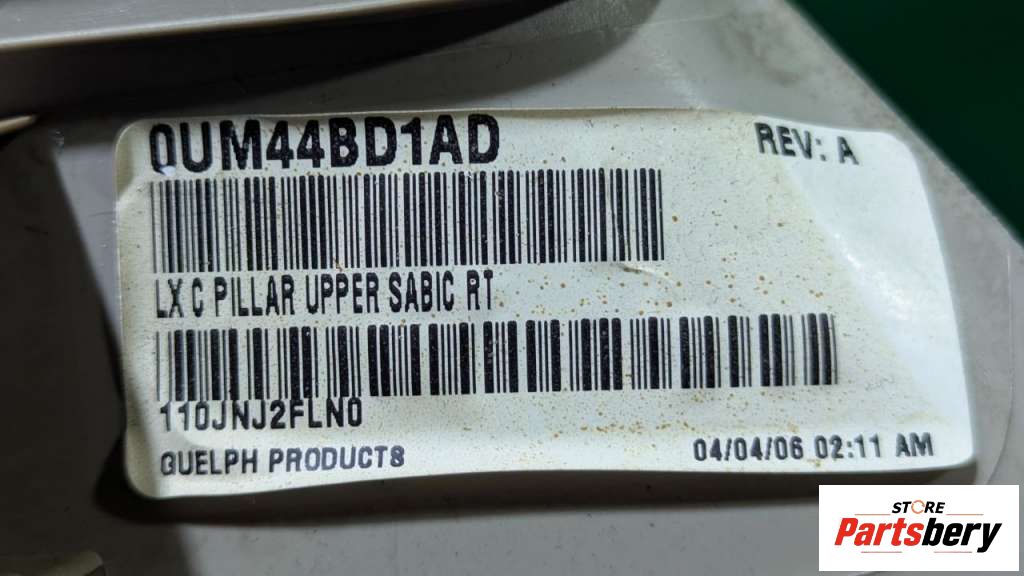 0UM44BD1AD
REV: A
LX C PILLAR UPPER SABIC RT
110JNJ2FLN0
GUELPH PRODUCTS
04/04/06 02:11 AM
STORE
Partsbery